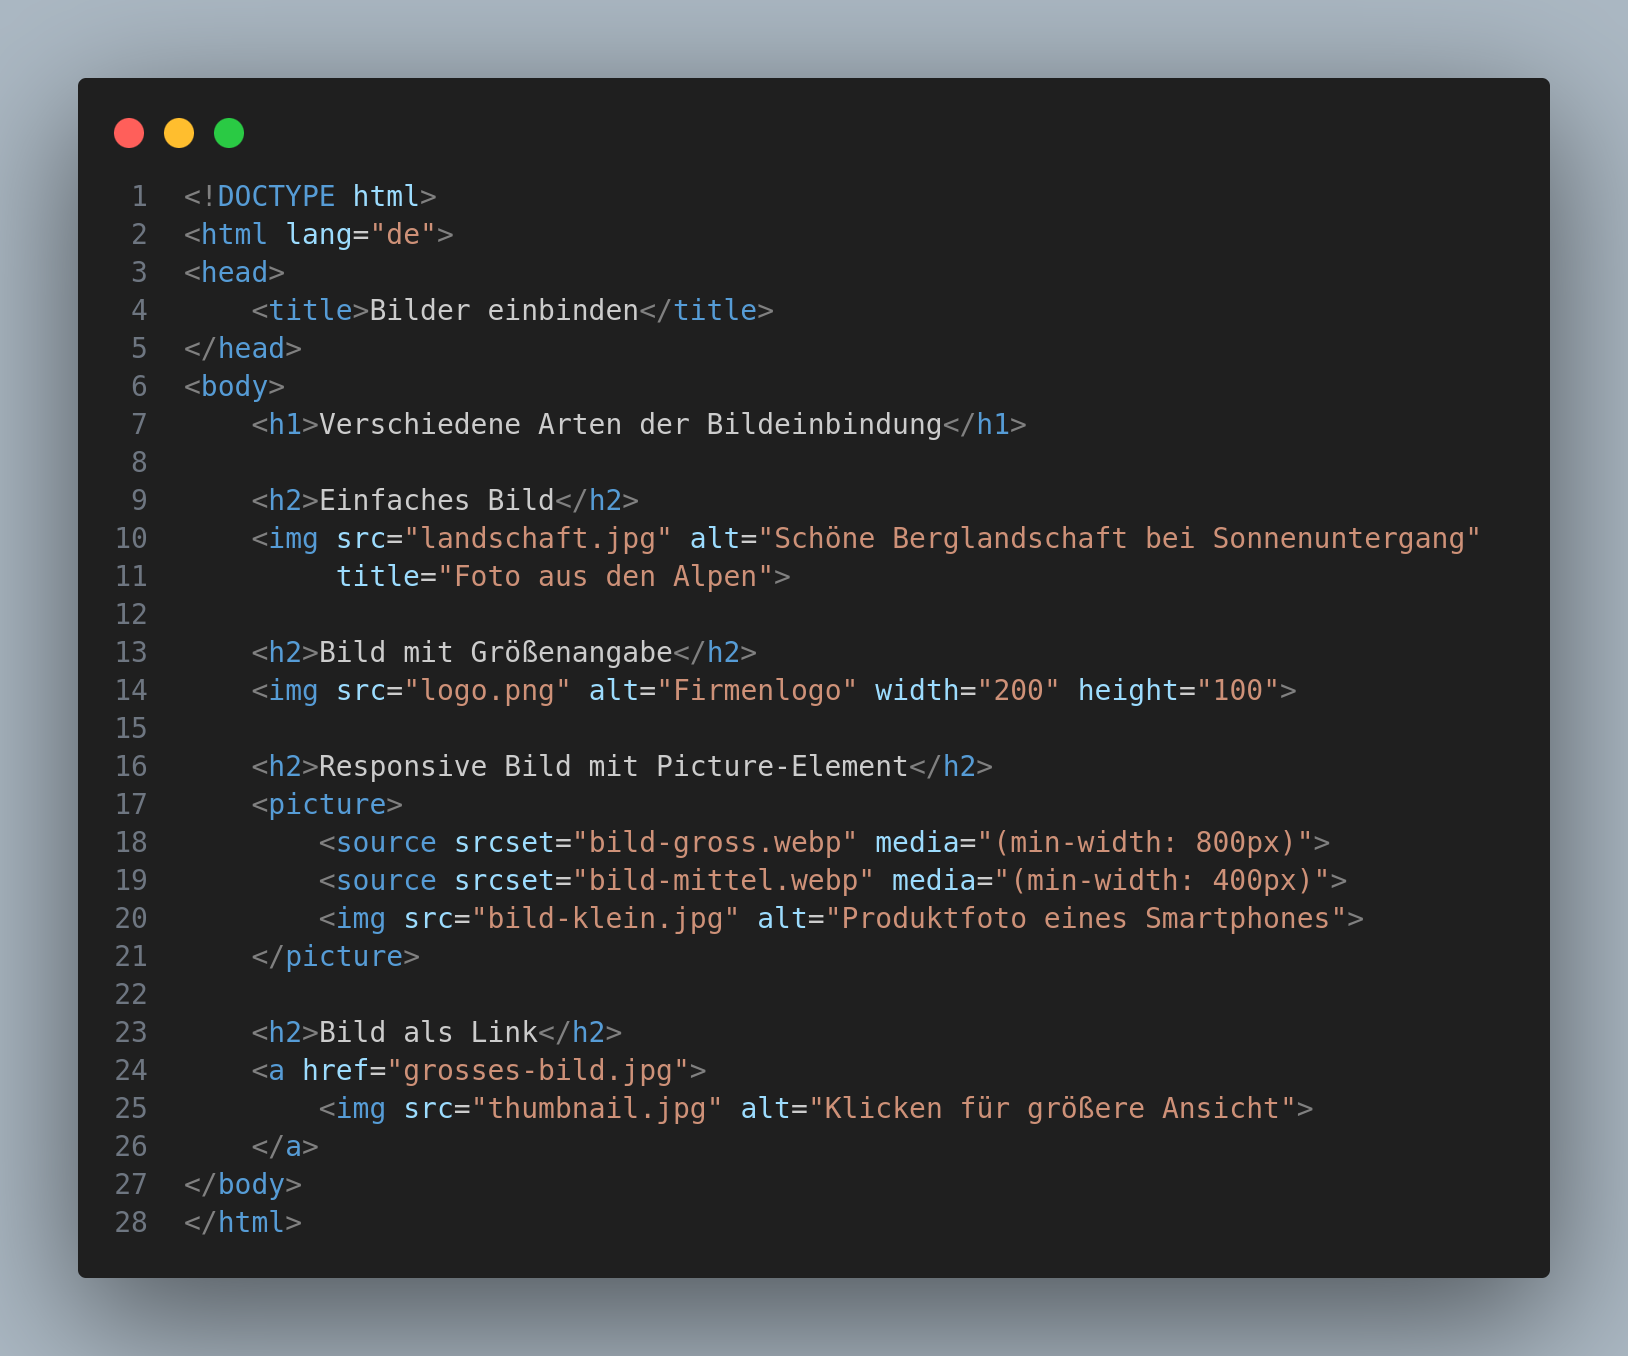 1 <!DOCTYPE html>
2 <html lang="de">
3 <head>
4     <title>Bilder einbinden</title>
5 </head>
6 <body>
7     <h1>Verschiedene Arten der Bildeinbindung</h1>
8
9     <h2>Einfaches Bild</h2>
10     <img src="landschaft.jpg" alt="Schöne Berglandschaft bei Sonnenuntergang"
11          title="Foto aus den Alpen">
12
13     <h2>Bild mit Größenangabe</h2>
14     <img src="logo.png" alt="Firmenlogo" width="200" height="100">
15
16     <h2>Responsive Bild mit Picture-Element</h2>
17     <picture>
18         <source srcset="bild-gross.webp" media="(min-width: 800px)">
19         <source srcset="bild-mittel.webp" media="(min-width: 400px)">
20         <img src="bild-klein.jpg" alt="Produktfoto eines Smartphones">
21     </picture>
22
23     <h2>Bild als Link</h2>
24     <a href="grosses-bild.jpg">
25         <img src="thumbnail.jpg" alt="Klicken für größere Ansicht">
26     </a>
27 </body>
28 </html>